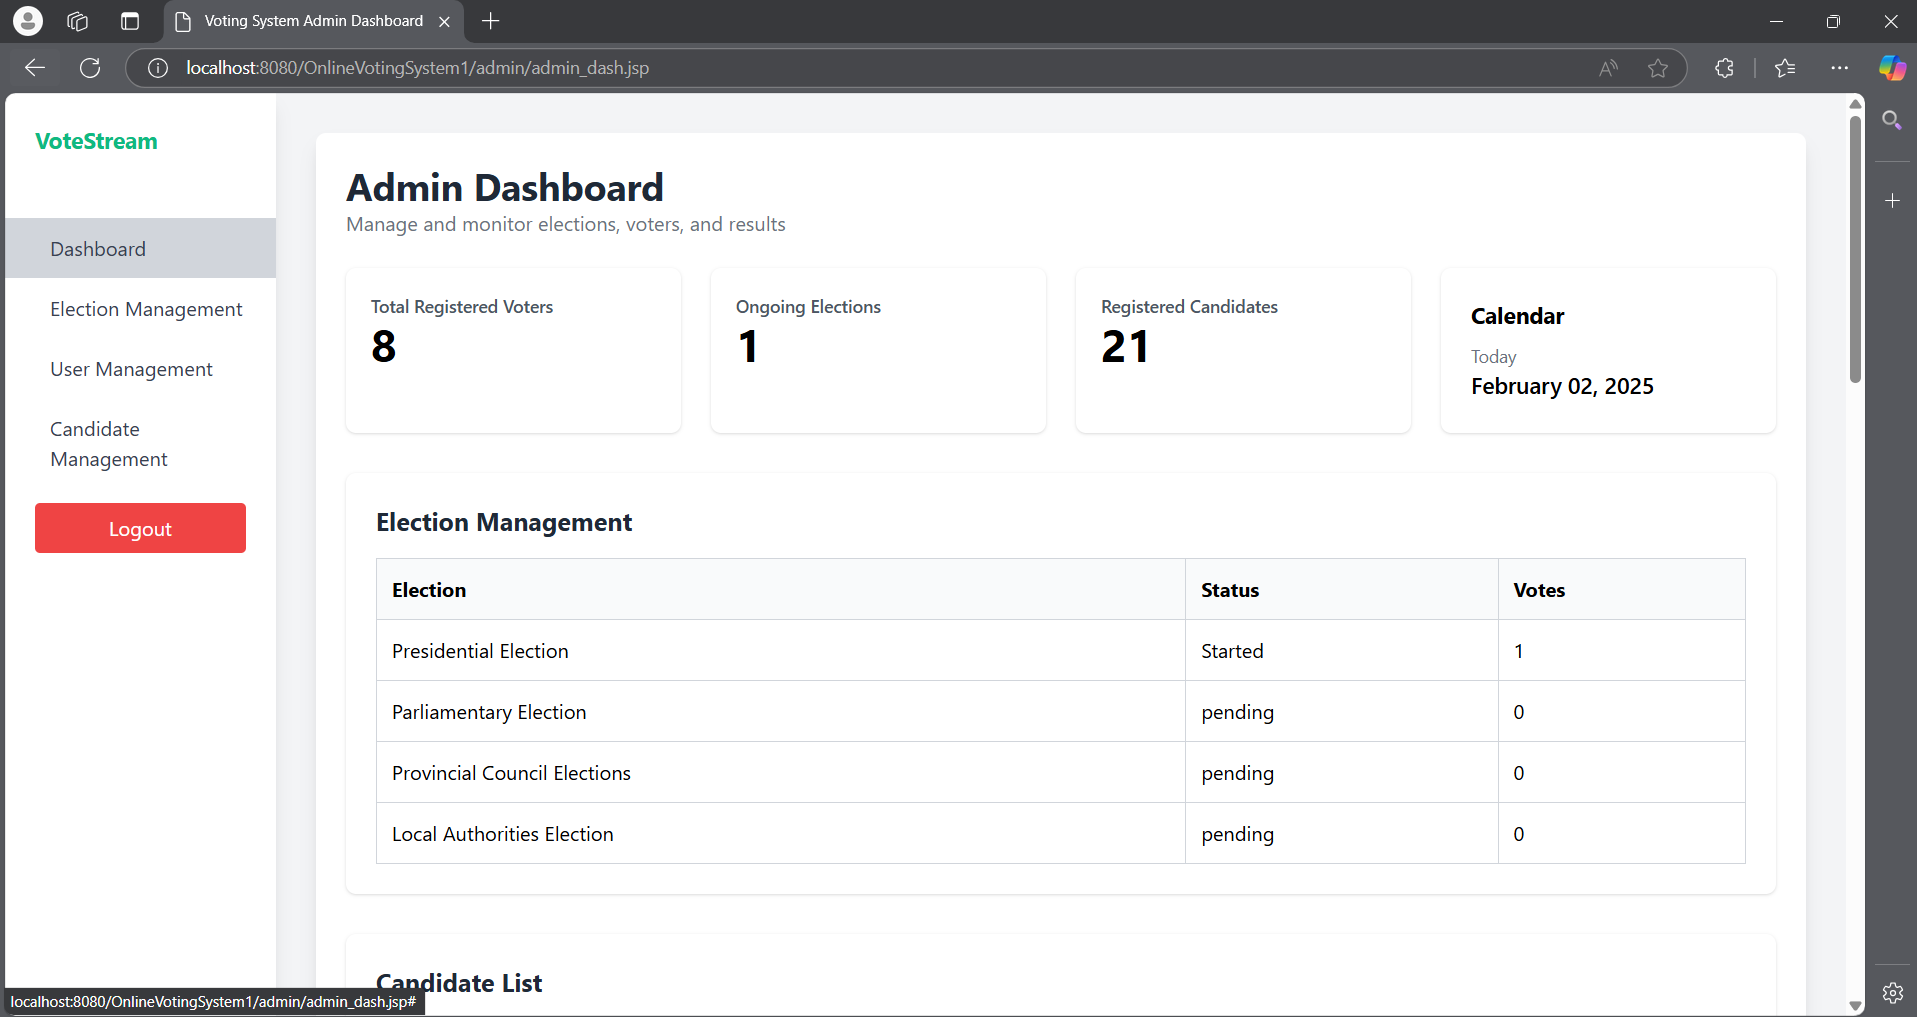 Voting System Admin Dashboard
localhost:8080/OnlineVotingSystem1/admin/admin_dash.jsp
VoteStream
Dashboard
Election Management
User Management
Candidate
Management
Logout
Admin Dashboard
Manage and monitor elections, voters, and results
Total Registered Voters
8
Ongoing Elections
1
Registered Candidates
21
Calendar
Today
February 02, 2025
Election Management
Election Status Votes
Presidential Election Started 1
Parliamentary Election pending 0
Provincial Council Elections pending 0
Local Authorities Election pending 0
Candidate List
localhost:8080/OnlineVotingSystem1/admin/admin_dash.jsp#